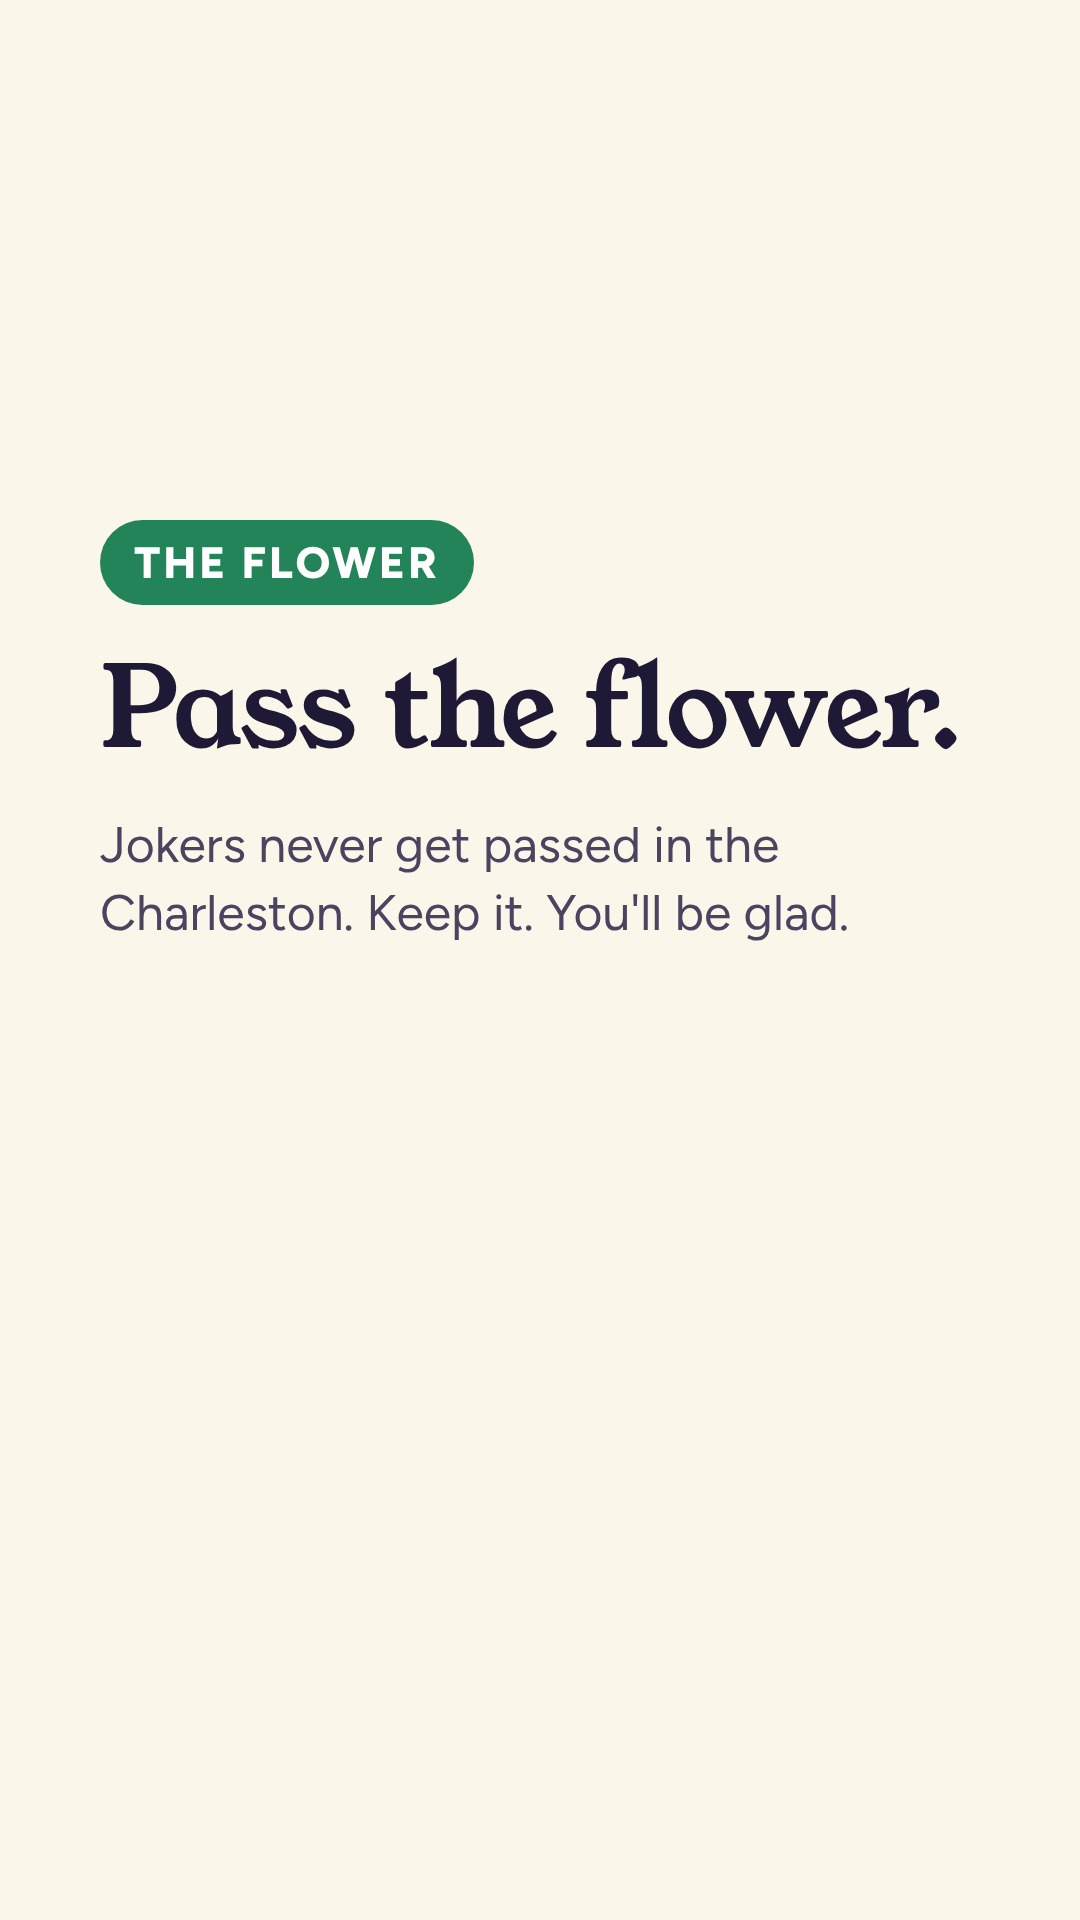 THE FLOWER
Pass the flower.
Jokers never get passed in the
Charleston. Keep it. You'll be glad.